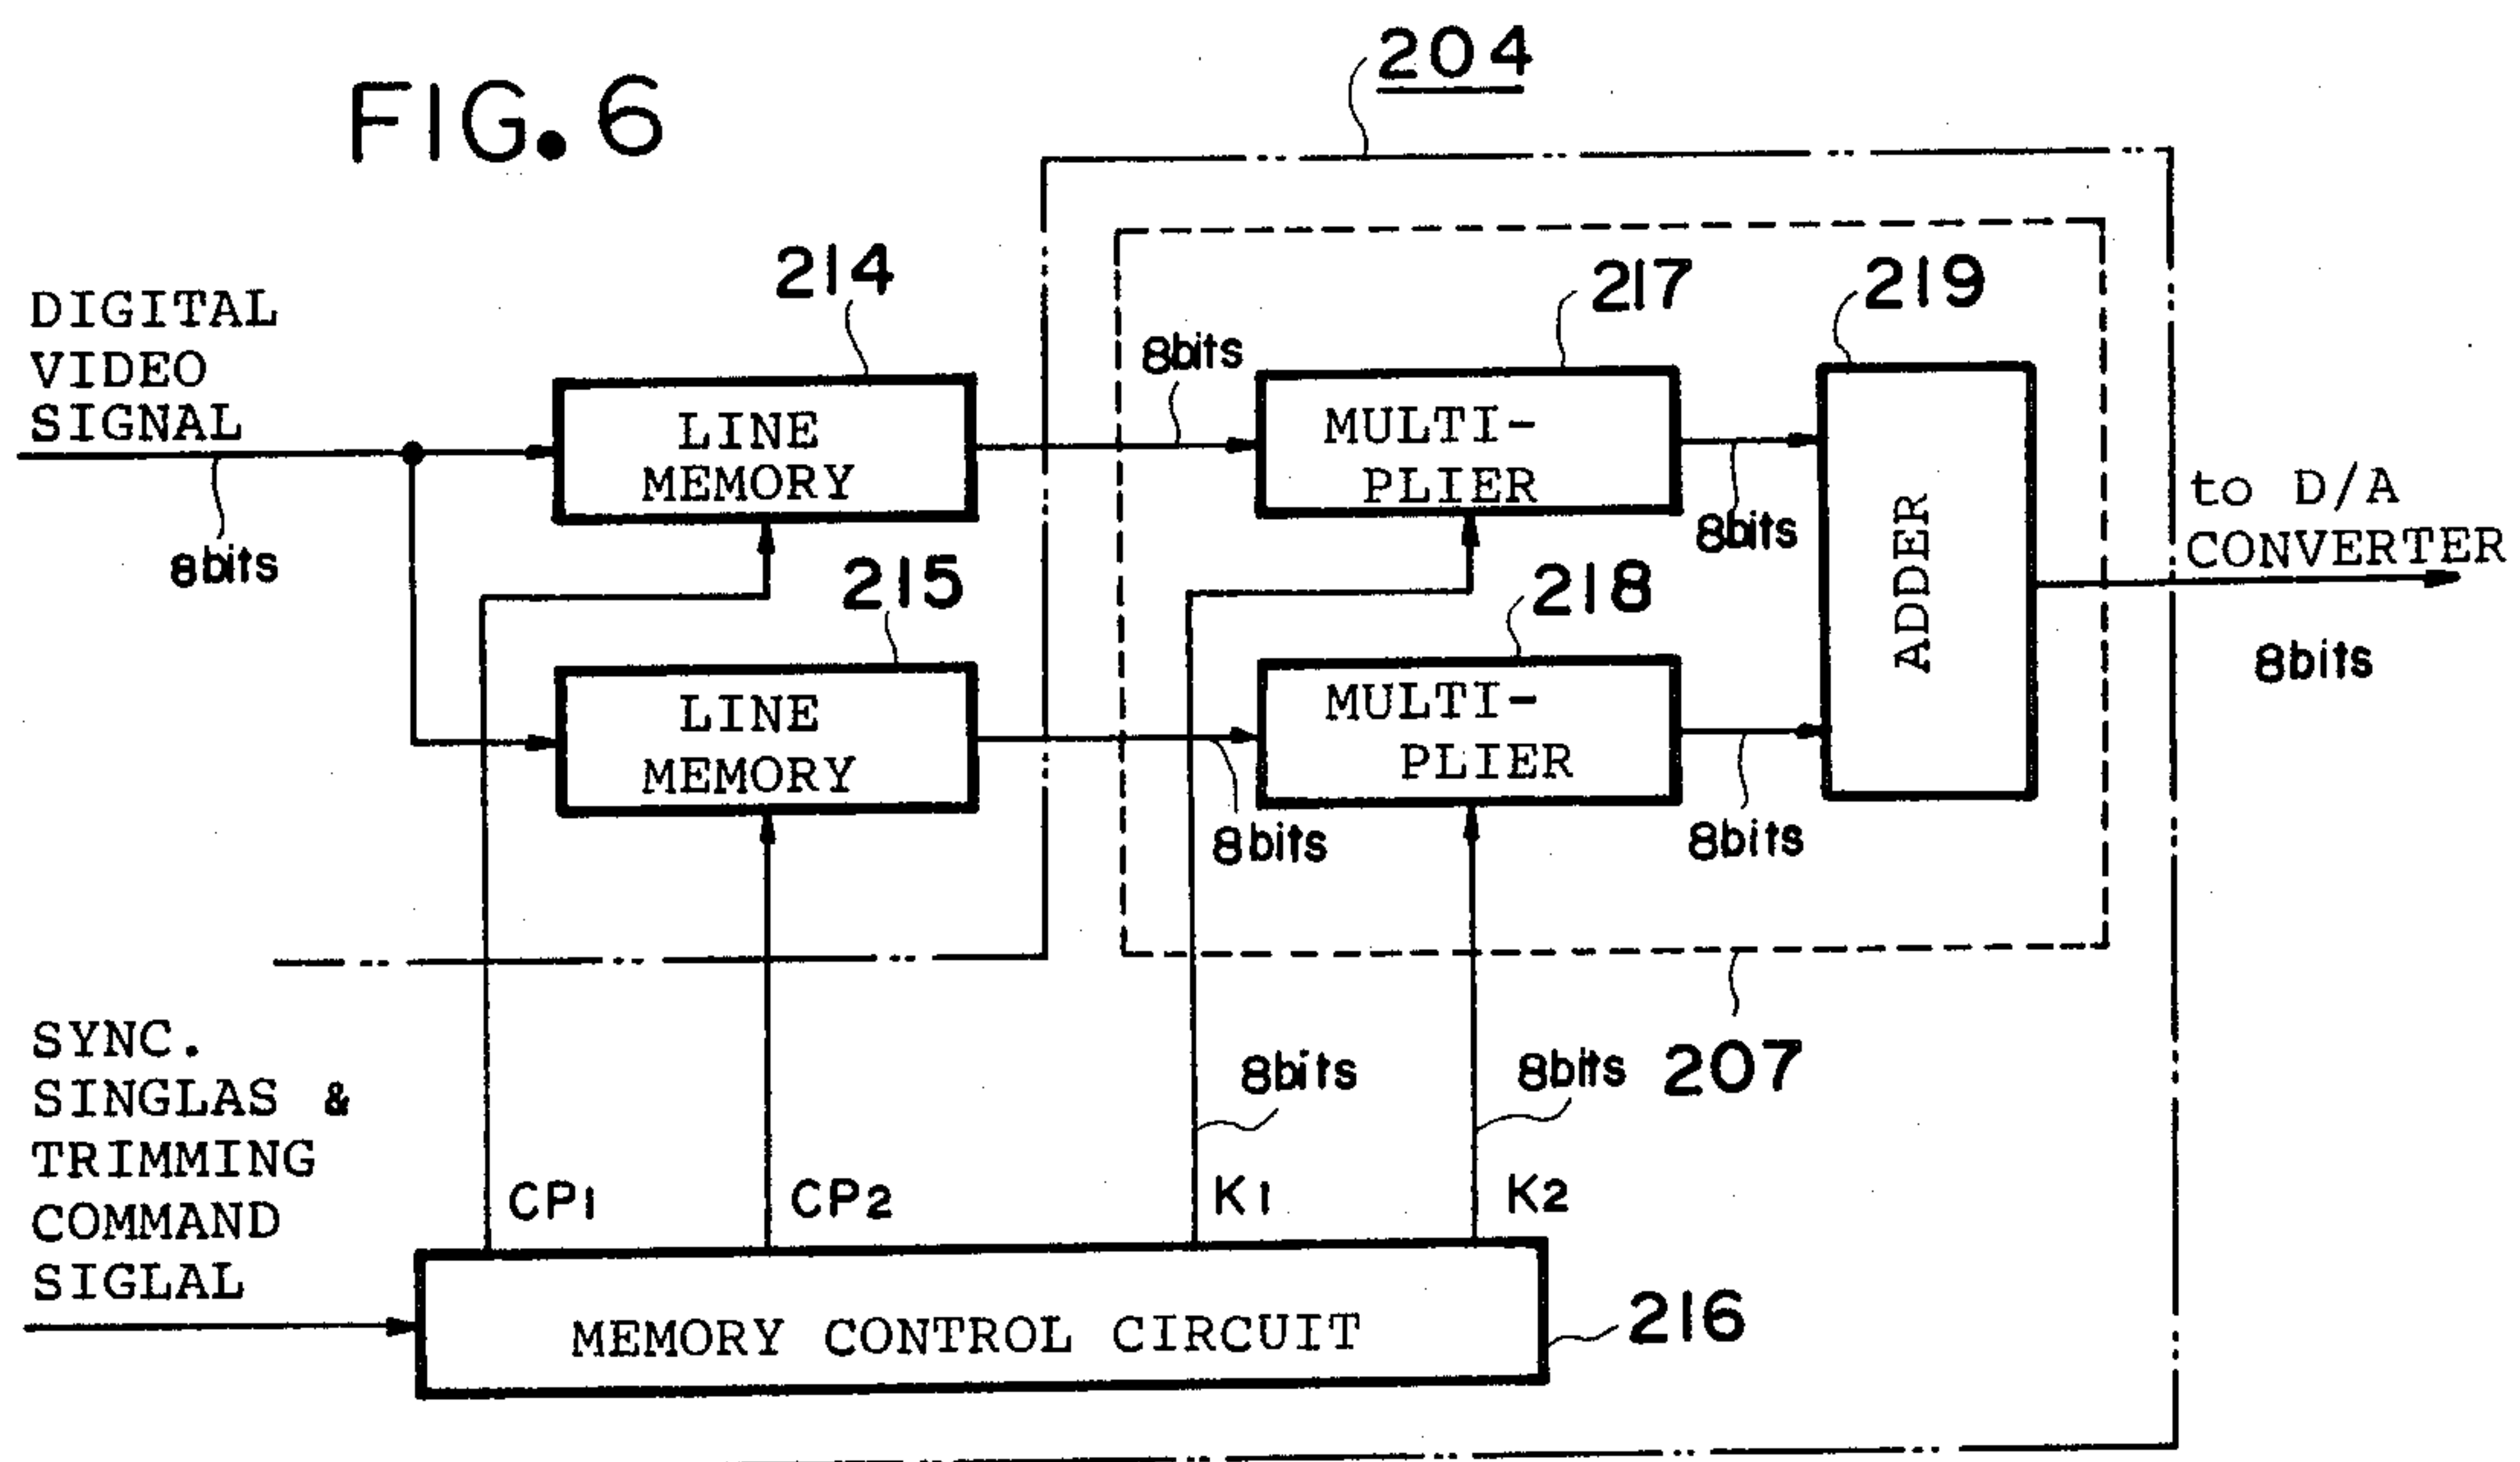 FIG. 6
204
DIGITAL
VIDEO
SIGNAL
8bits
214
LINE
MEMORY
215
LINE
MEMORY
8bits
217
MULTI-
PLIER
8bits
218
MULTI-
PLIER
8bits
8bits
219
ADDER
to D/A
CONVERTER
8bits
207
SYNC.
SINGLAS &
TRIMMING
COMMAND
SIGLAL
CP1
CP2
8bits
K1
8bits
K2
MEMORY CONTROL CIRCUIT
216